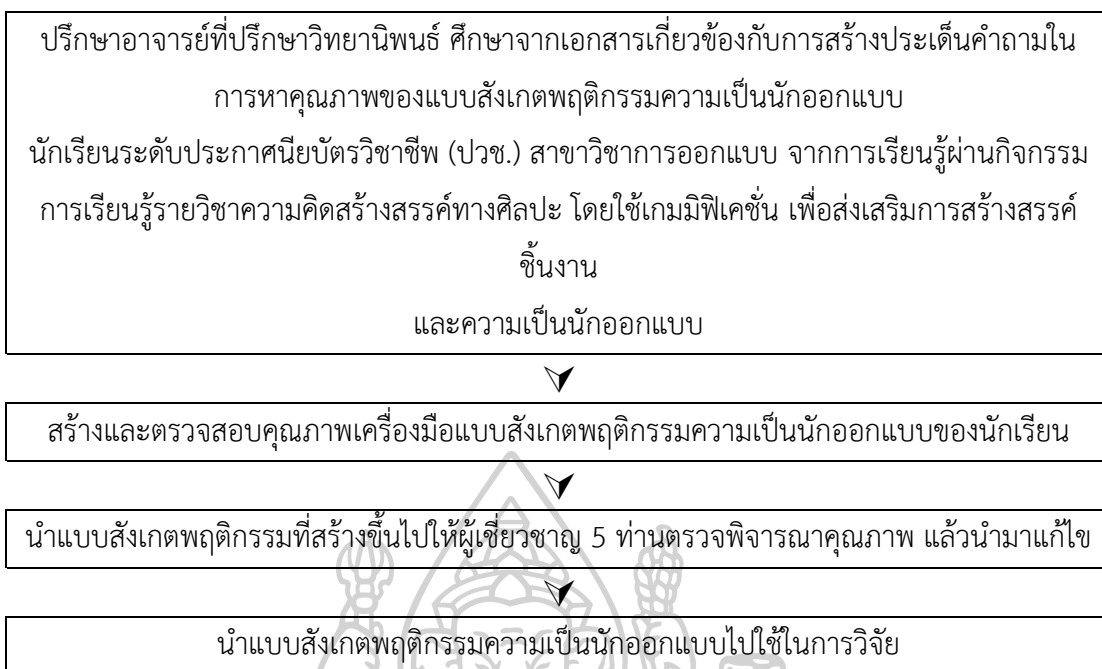 ปรึกษาอาจารย์ที่ปรึกษาวิทยานิพนธ์ ศึกษาจากเอกสารเกี่ยวข้องกับการสร้างประเด็นคำถามใน
การหาคุณภาพของแบบสังเกตพฤติกรรมความเป็นนักออกแบบ
นักเรียนระดับประกาศนียบัตรวิชาชีพ (ปวช.) สาขาวิชาการออกแบบ จากการเรียนรู้ผ่านกิจกรรม
การเรียนรู้รายวิชาความคิดสร้างสรรค์ทางศิลปะ โดยใช้เกมมิฟิเคชั่น เพื่อส่งเสริมการสร้างสรรค์
ชิ้นงาน
และความเป็นนักออกแบบ
สร้างและตรวจสอบคุณภาพเครื่องมือแบบสังเกตพฤติกรรมความเป็นนักออกแบบของนักเรียน
นำแบบสังเกตพฤติกรรมที่สร้างขึ้นไปให้ผู้เชี่ยวชาญ 5 ท่านตรวจพิจารณาคุณภาพ แล้วนำมาแก้ไข
นำแบบสังเกตพฤติกรรมความเป็นนักออกแบบไปใช้ในการวิจัย